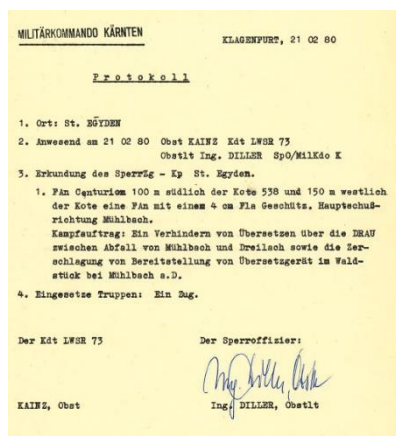 MILITÄRKOMMANDO KÄRNTEN
KLAGENFURT, 21 02 80
Protokoll
1. Ort: St. EGYDEN
2. Anwesend am 21 02 80 Obst KAINZ Kdt LWSR 73
Obstlt Ing. DILLER SpO/MilKdo K
3. Erkundung des SperrZg - Kp St. Egyden.
1. PAn Centurion 100 m südlich der Kote 538 und 150 m westlich
der Kote eine PAn mit einem 4 cm Fla Geschütz. Hauptschuß-
richtung Mühlbach.
Kampfauftrag: Ein Verhindern von Übersetzen über die DRAU
zwischen Abfall von Mühlbach und Dreilach sowie die Zer-
schlagung von Bereitstellung von Übersetzgerät im Wald-
stück bei Mühlbach a.D.
4. Eingesetze Truppen: Ein Zug.
Der Kdt LWSR 73
Der Sperroffizier:
Ing. Diller, Obstlt
KAINZ, Obst
Ing. DILLER, Obstlt